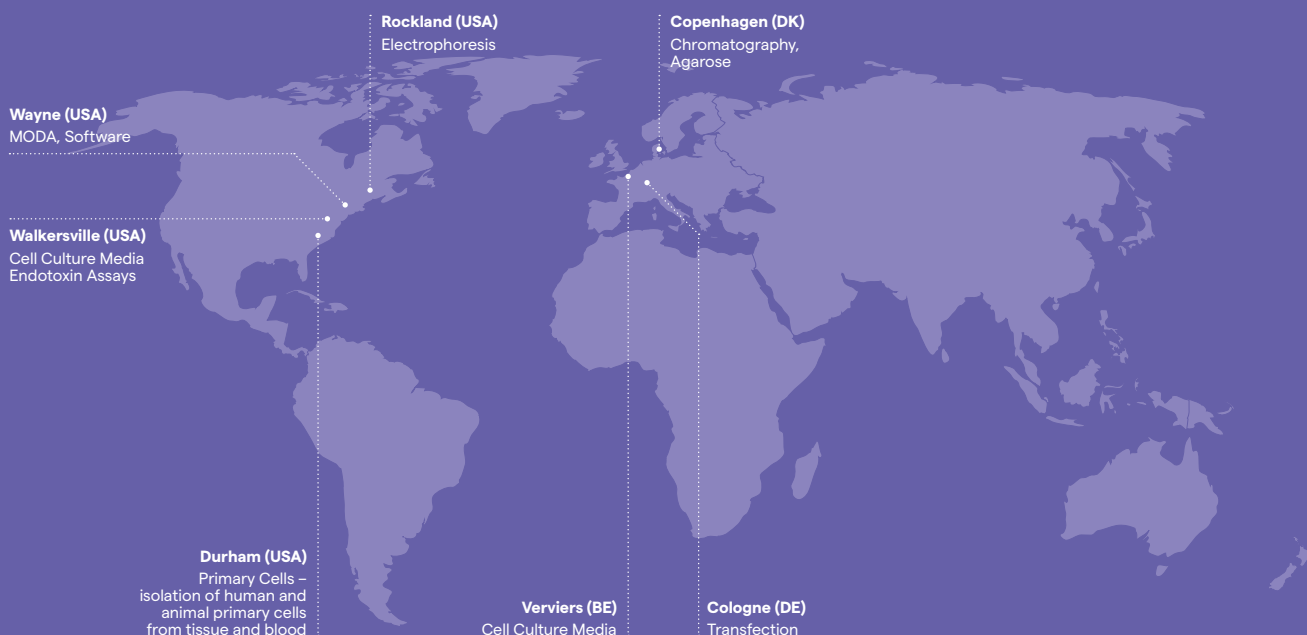 Rockland (USA)
Electrophoresis
Copenhagen (DK)
Chromatography,
Agarose
Wayne (USA)
MODA, Software
Walkersville (USA)
Cell Culture Media
Endotoxin Assays
Durham (USA)
Primary Cells –
isolation of human and
animal primary cells
from tissue and blood
Verviers (BE)
Cell Culture Media
Cologne (DE)
Transfection